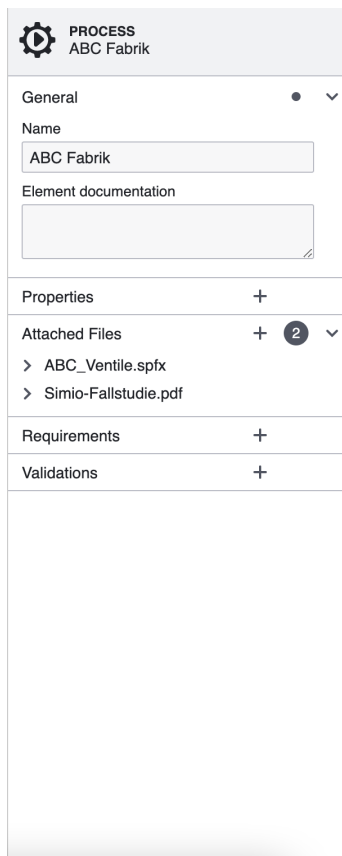 PROCESS
ABC Fabrik
General
Name
ABC Fabrik
Element documentation
Properties
Attached Files 2
ABC_Ventile.spfx
Simio-Fallstudie.pdf
Requirements
Validations